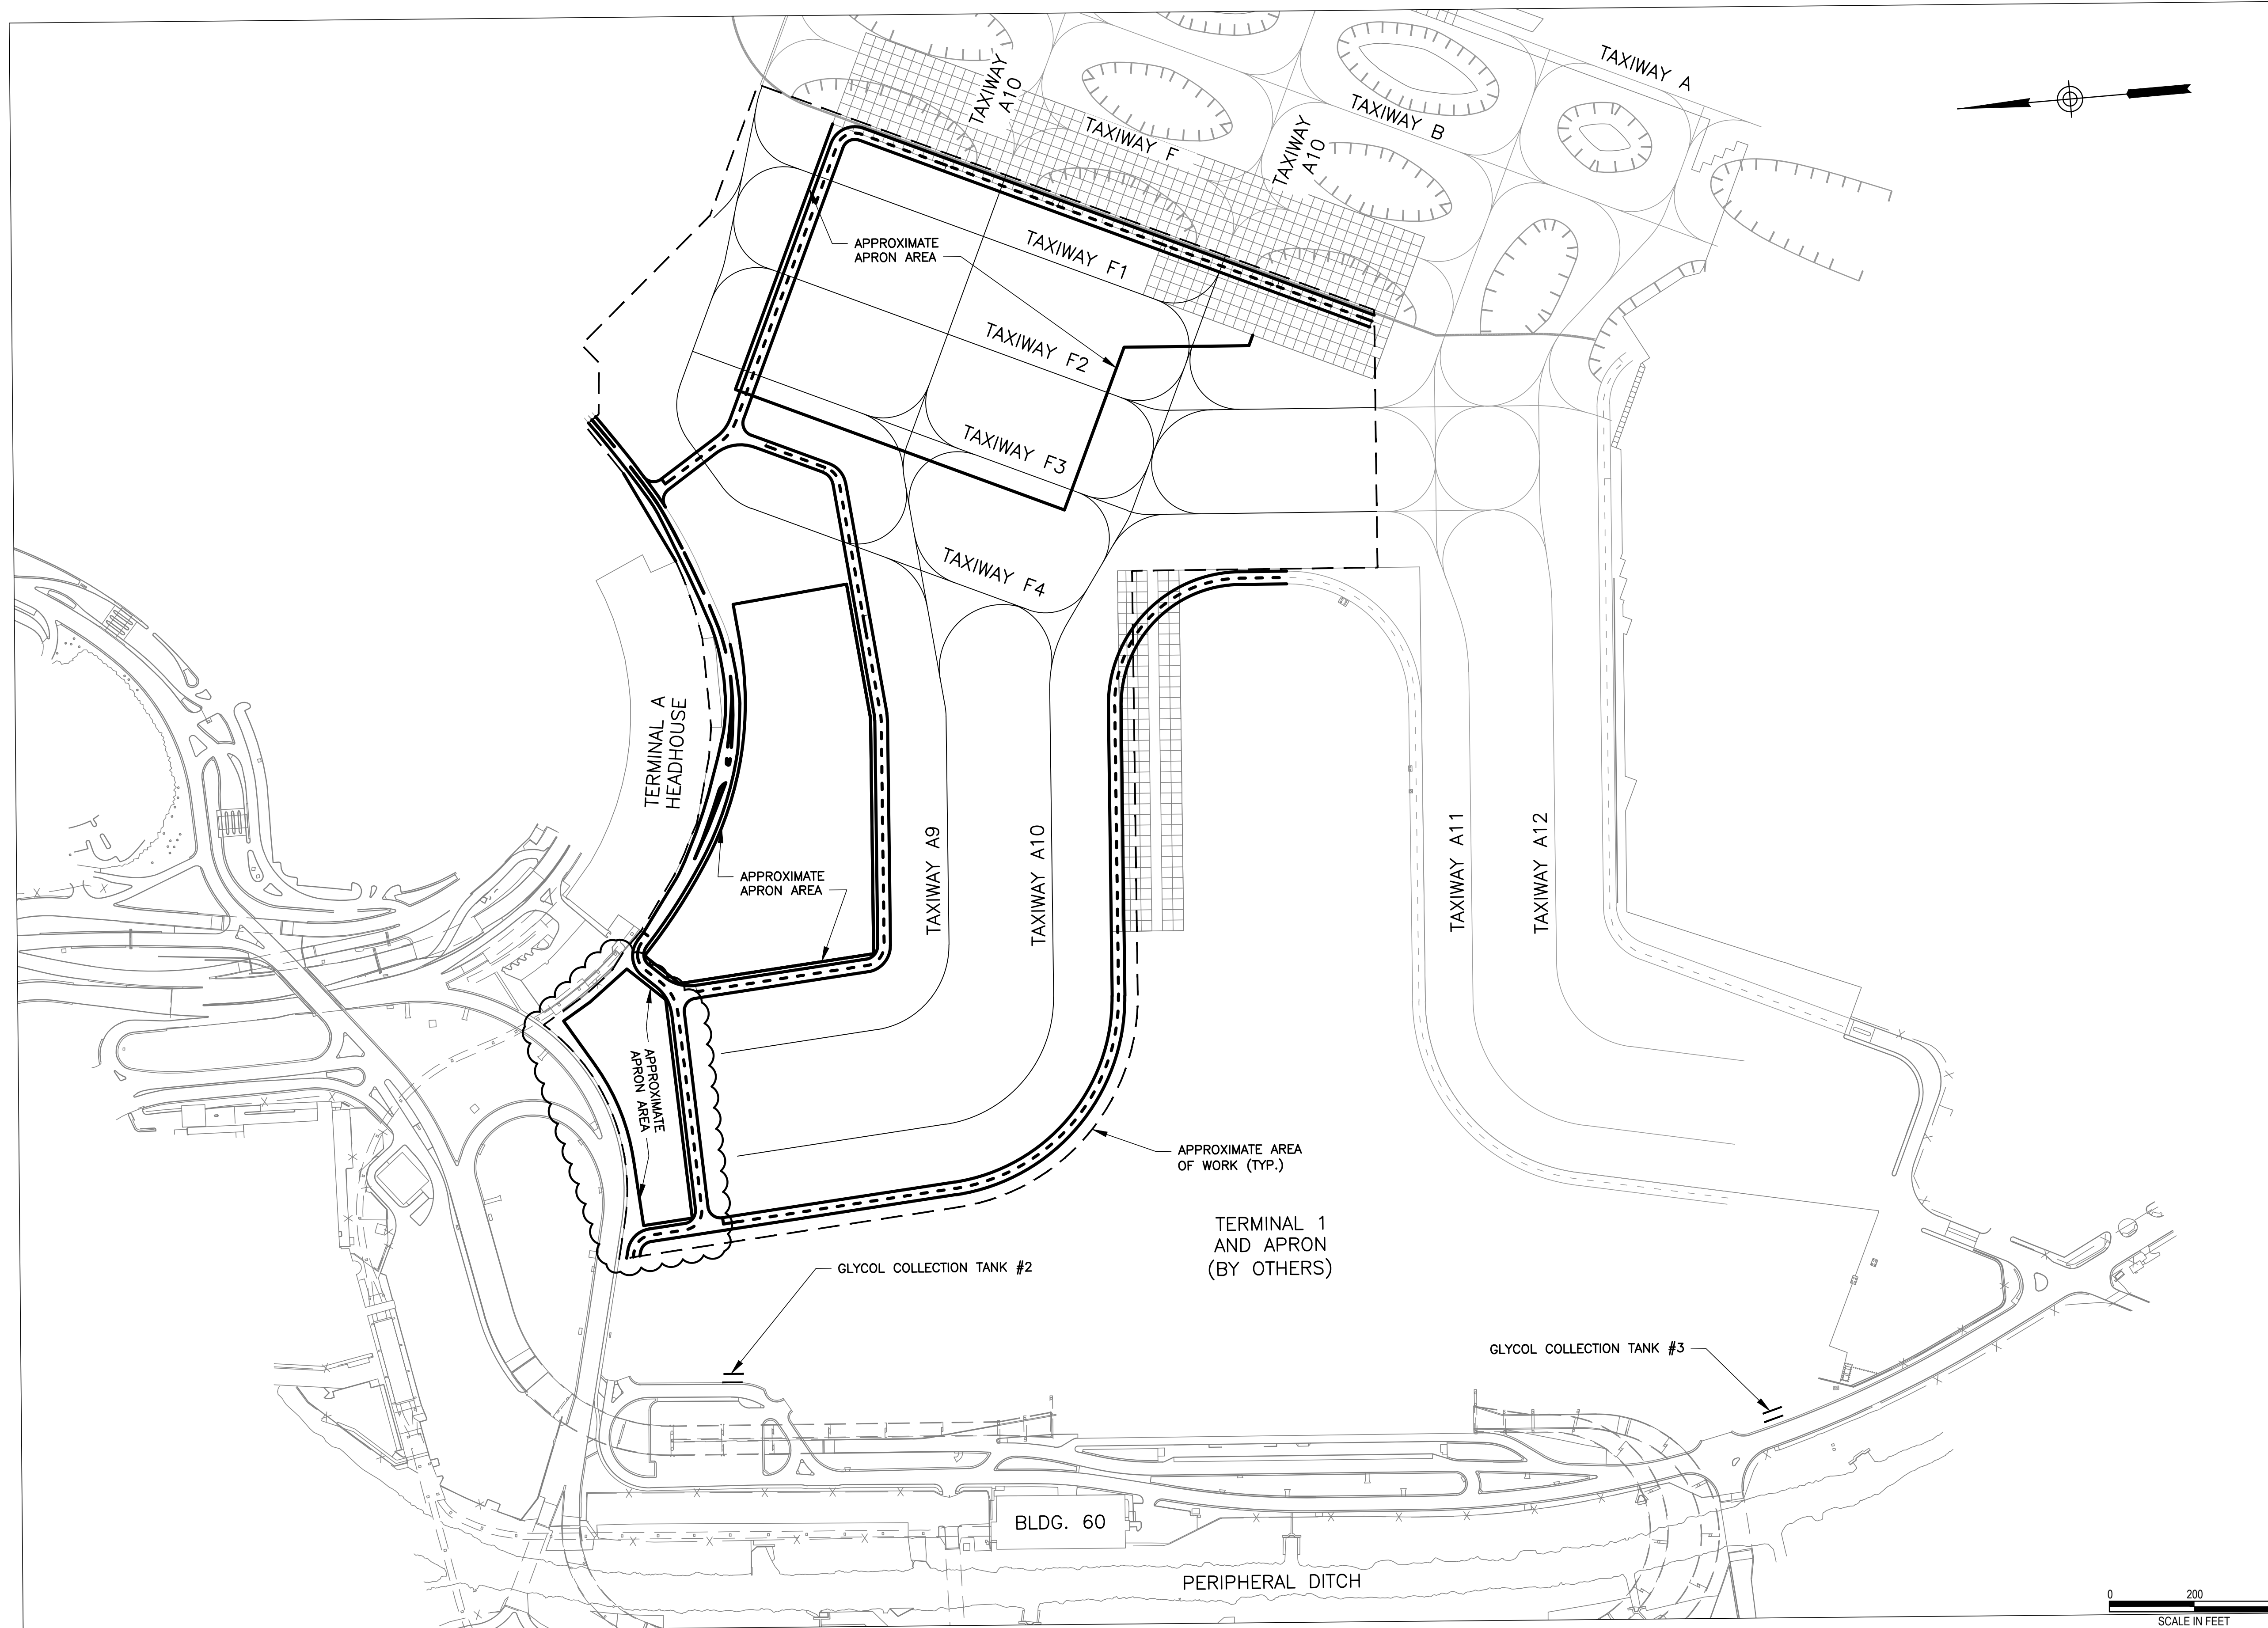 TAXIWAY A
TAXIWAY
A10
TAXIWAY B
TAXIWAY F
TAXIWAY
A10
APPROXIMATE
APRON AREA
TAXIWAY F1
TAXIWAY F2
TAXIWAY F3
TAXIWAY F4
TERMINAL A
HEADHOUSE
TAXIWAY A9
TAXIWAY A10
TAXIWAY A11
TAXIWAY A12
APPROXIMATE
APRON AREA
APPROXIMATE
APRON AREA
APPROXIMATE AREA
OF WORK (TYP.)
TERMINAL 1
AND APRON
(BY OTHERS)
GLYCOL COLLECTION TANK #2
GLYCOL COLLECTION TANK #3
BLDG. 60
PERIPHERAL DITCH
0 200
SCALE IN FEET